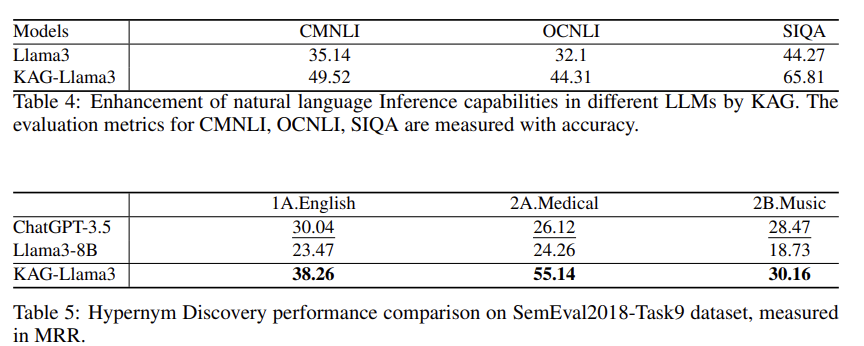 Models CMNLI OCNLI SIQA
Llama3 35.14 32.1 44.27
KAG-Llama3 49.52 44.31 65.81
Table 4: Enhancement of natural language Inference capabilities in different LLMs by KAG. The
evaluation metrics for CMNLI, OCNLI, SIQA are measured with accuracy.
1A.English 2A.Medical 2B.Music
ChatGPT-3.5 30.04 26.12 28.47
Llama3-8B 23.47 24.26 18.73
KAG-Llama3 38.26 55.14 30.16
Table 5: Hypernym Discovery performance comparison on SemEval2018-Task9 dataset, measured
in MRR.